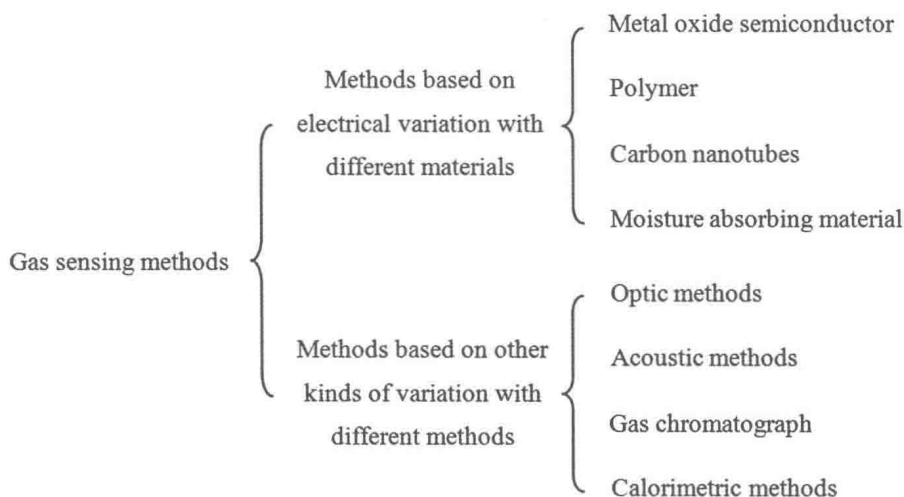 Gas sensing methods
Methods based on
electrical variation with
different materials
Metal oxide semiconductor
Polymer
Carbon nanotubes
Moisture absorbing material
Methods based on other
kinds of variation with
different methods
Optic methods
Acoustic methods
Gas chromatograph
Calorimetric methods